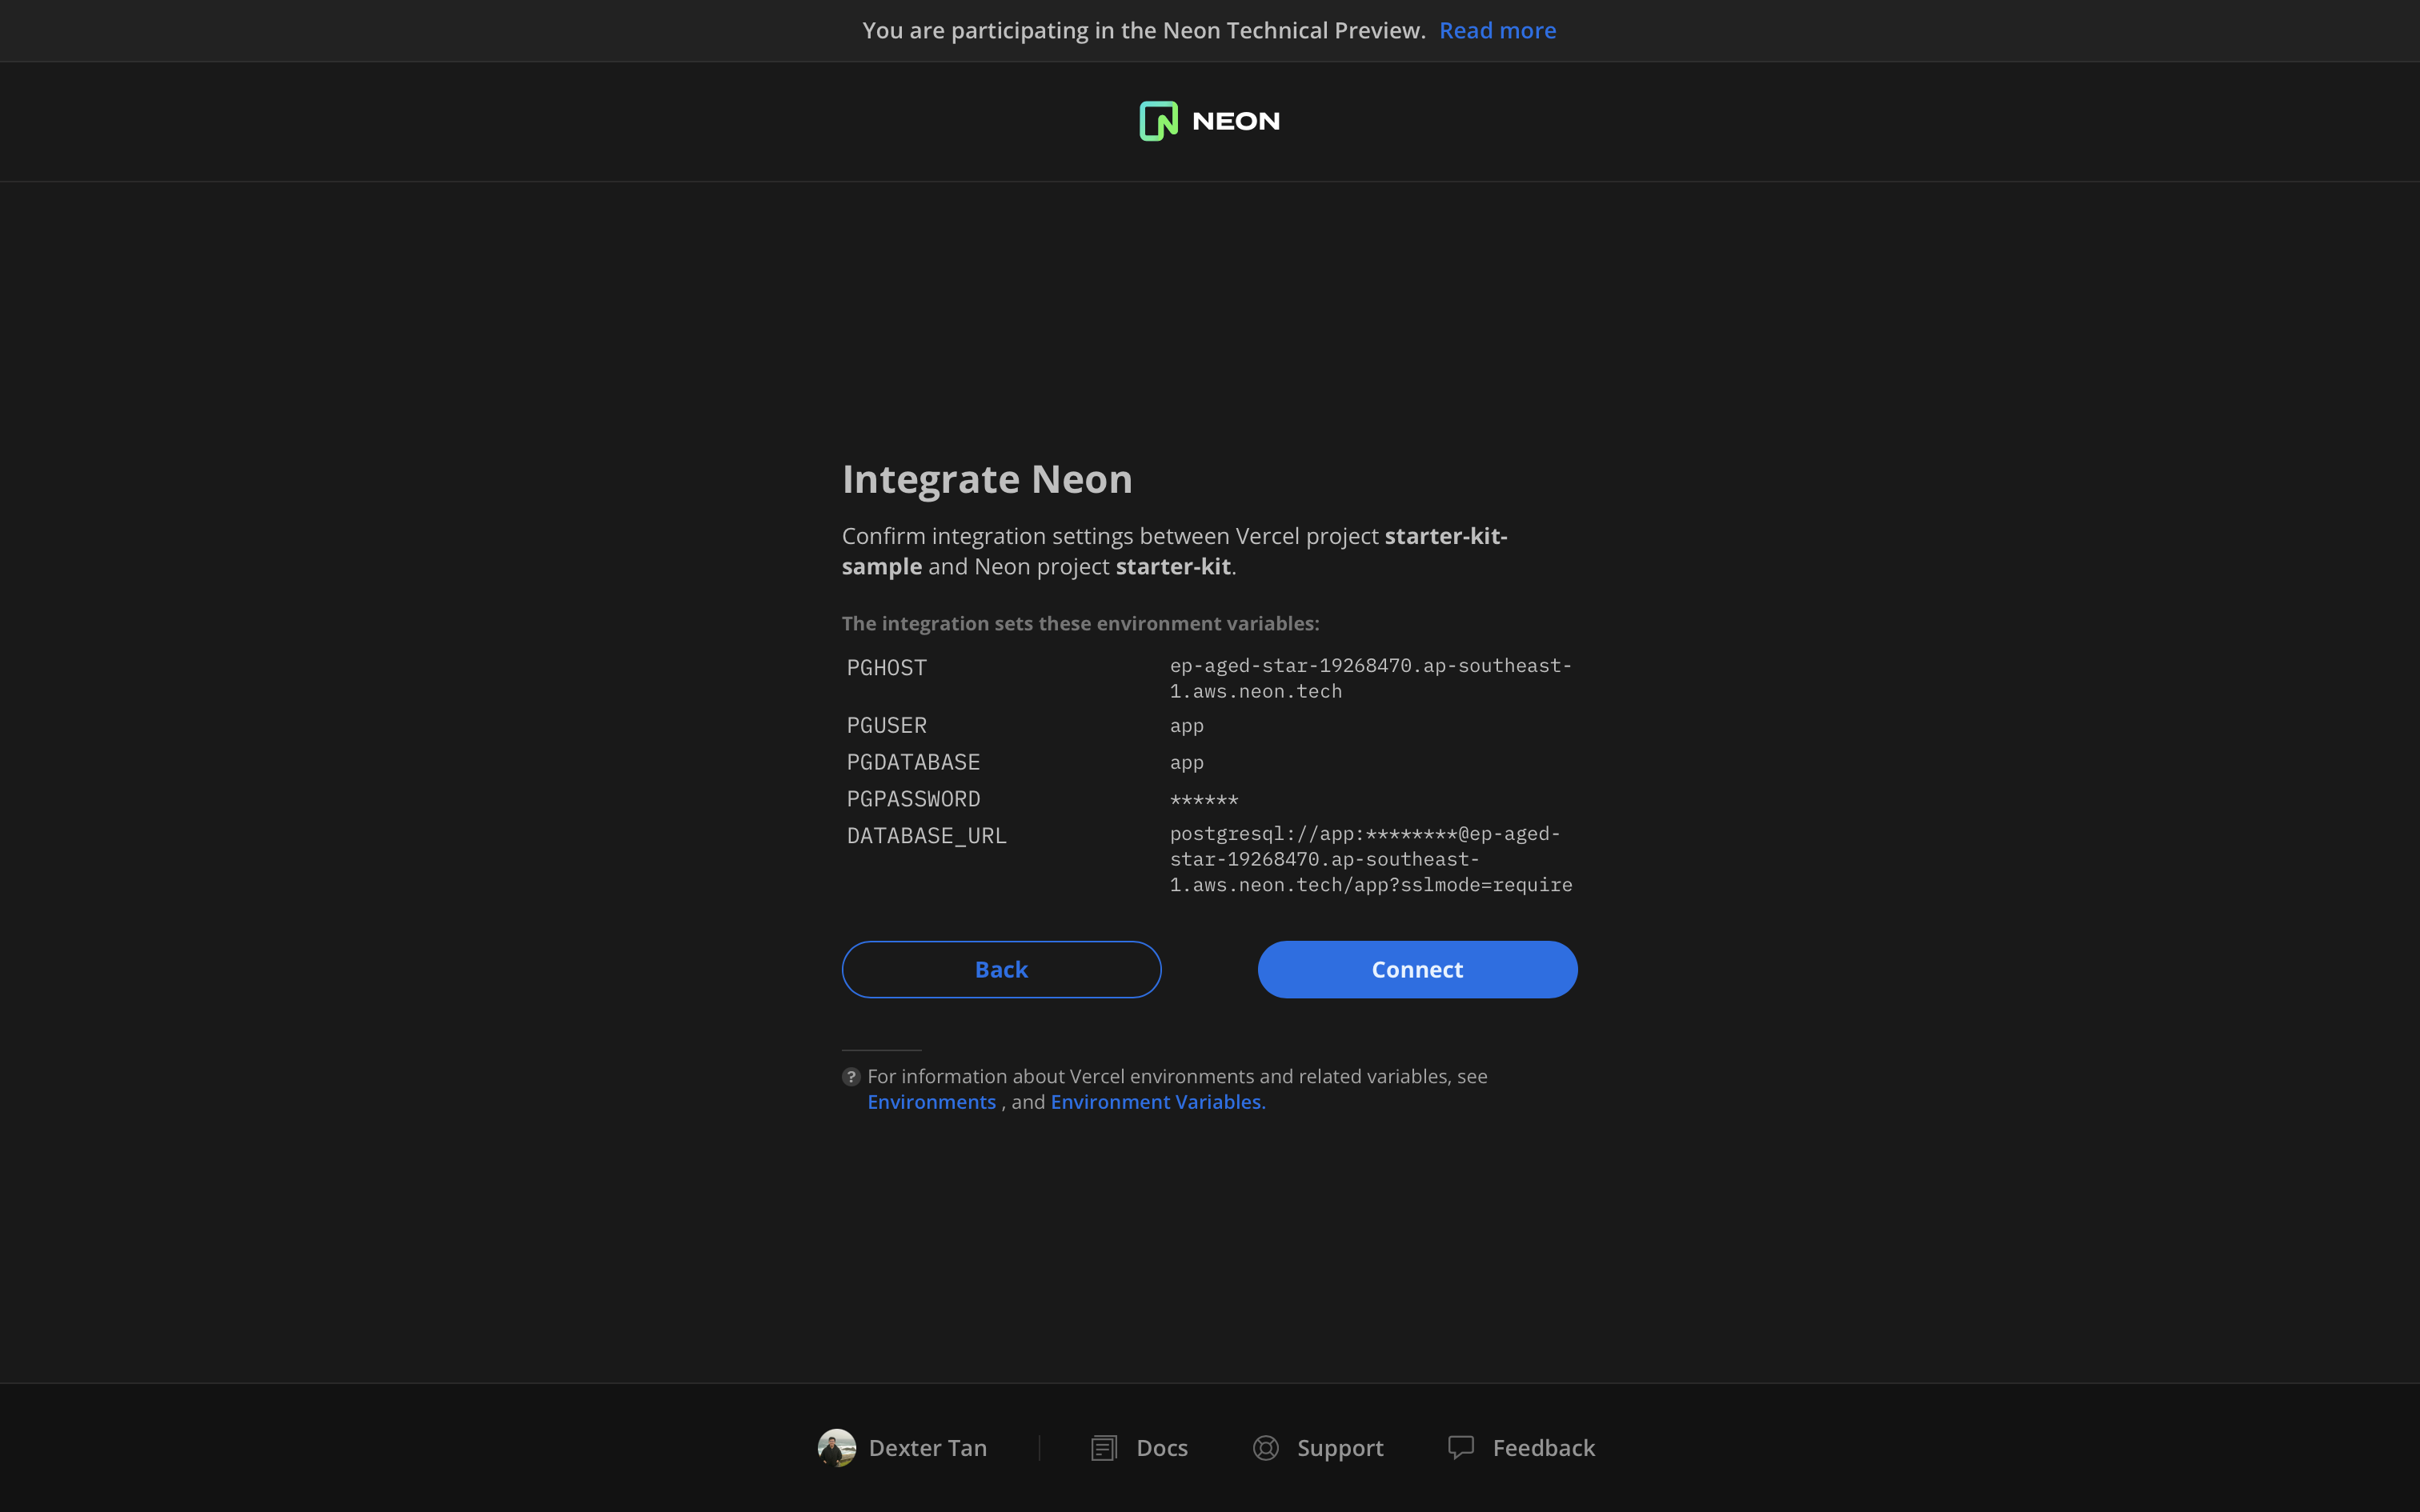 You are participating in the Neon Technical Preview. Read more
NEON
Integrate Neon
Confirm integration settings between Vercel project starter-kit-
sample and Neon project starter-kit.
The integration sets these environment variables:
PGHOST ep-aged-star-19268470.ap-southeast-
1.aws.neon.tech
PGUSER app
PGDATABASE app
PGPASSWORD ******
DATABASE_URL postgresql://app:********@ep-aged-
star-19268470.ap-southeast-
1.aws.neon.tech/app?sslmode=require
Back Connect
? For information about Vercel environments and related variables, see
Environments , and Environment Variables.
Dexter Tan Docs Support Feedback